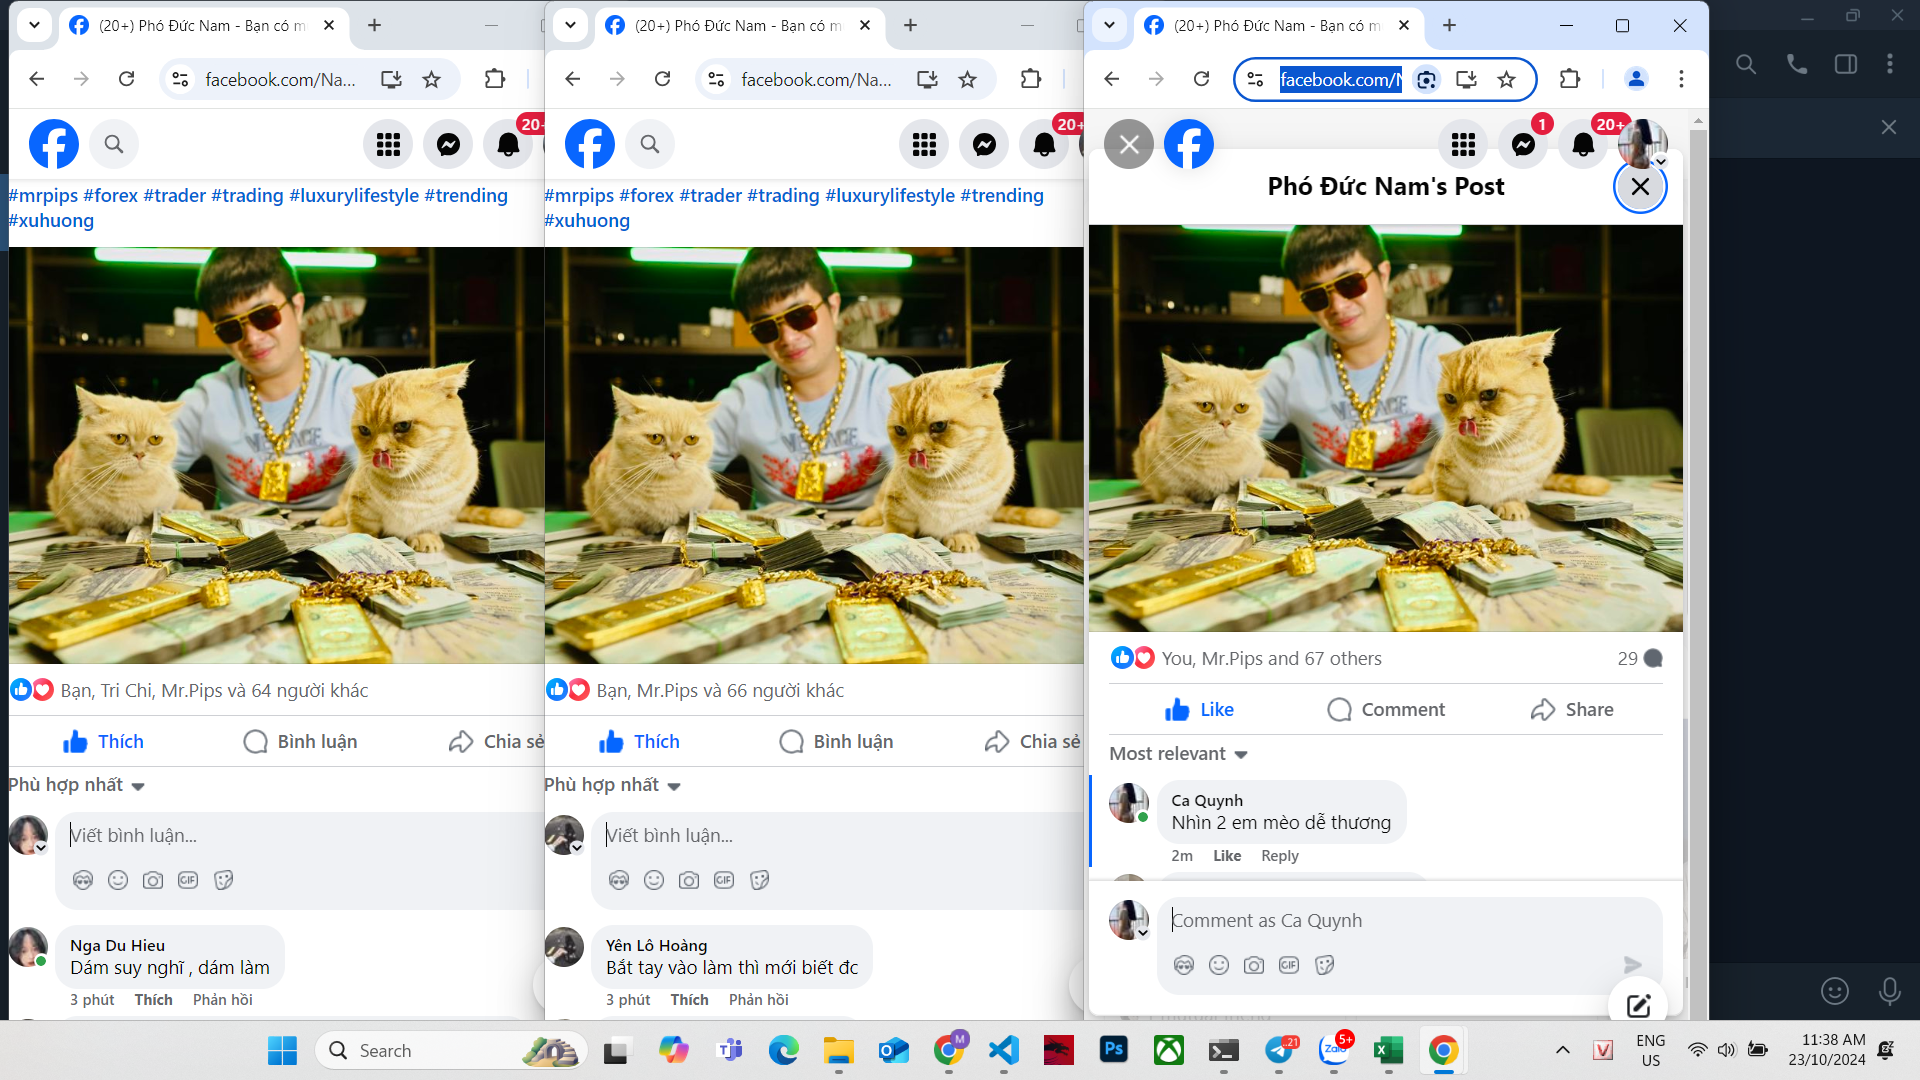 (20+) Phó Đức Nam - Bạn có m
facebook.com/Na...
20+
#mrpips #forex #trader #trading #luxurylifestyle #trending
#xuhuong
Bạn, Tri Chi, Mr.Pips và 64 người khác
Thích
Bình luận
Chia sẻ
Phù hợp nhất
Viết bình luận...
GIF
Nga Du Hieu
Dám suy nghĩ , dám làm
3 phút Thích Phản hồi
(20+) Phó Đức Nam - Bạn có m
facebook.com/Na...
20+
#mrpips #forex #trader #trading #luxurylifestyle #trending
#xuhuong
Bạn, Mr.Pips và 66 người khác
Thích
Bình luận
Chia sẻ
Phù hợp nhất
Viết bình luận...
GIF
Yên Lô Hoàng
Bắt tay vào làm thì mới biết đc
3 phút Thích Phản hồi
(20+) Phó Đức Nam - Bạn có m
facebook.com/N
1
20+
Phó Đức Nam's Post
You, Mr.Pips and 67 others
29
Like
Comment
Share
Most relevant
Ca Quynh
Nhìn 2 em mèo dễ thương
2m Like Reply
Comment as Ca Quynh
GIF
Search
M
Ps
21
Zalo
5+
V
ENG
US
11:38 AM
23/10/2024